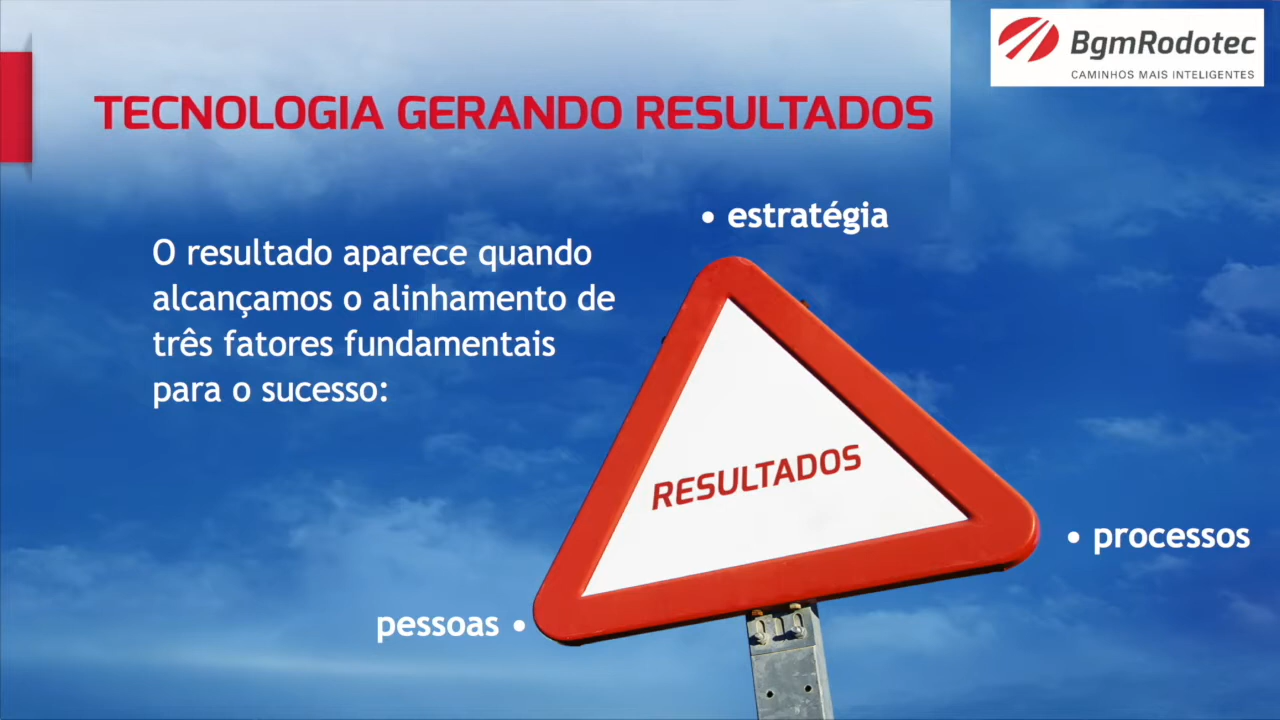 BgmRodotec
CAMINHOS MAIS INTELIGENTES
TECNOLOGIA GERANDO RESULTADOS
O resultado aparece quando
alcançamos o alinhamento de
três fatores fundamentais
para o sucesso:
• estratégia
RESULTADOS
• processos
pessoas •